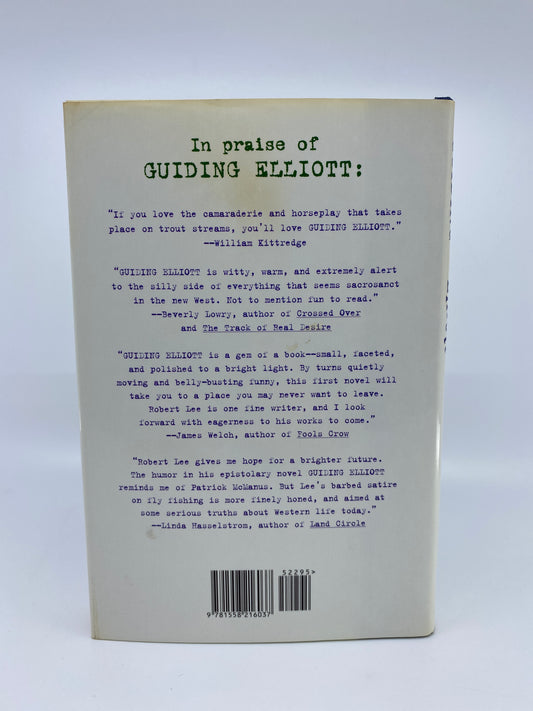 In praise of
GUIDING ELLIOTT:
"If you love the camaraderie and horseplay that takes
place on trout streams, you'll love GUIDING ELLIOTT."
--William Kittredge
"GUIDING ELLIOTT is witty, warm, and extremely alert
to the silly side of everything that seems sacrosanct
in the new West. Not to mention fun to read."
--Beverly Lowry, author of Crossed Over
and The Track of Real Desire
"GUIDING ELLIOTT is a gem of a book--small, faceted,
and polished to a bright light. By turns quietly
moving and belly-busting funny, this first novel will
take you to a place you may never want to leave.
Robert Lee is one fine writer, and I look
forward with eagerness to his works to come."
--James Welch, author of Fools Crow
"Robert Lee gives me hope for a brighter future.
The humor in his epistolary novel GUIDING ELLIOTT
reminds me of Patrick McManus. But Lee's barbed satire
on fly fishing is more finely honed, and aimed at
some serious truths about Western life today."
--Linda Hasselstrom, author of Land Circle
52295>
9 781558 216037